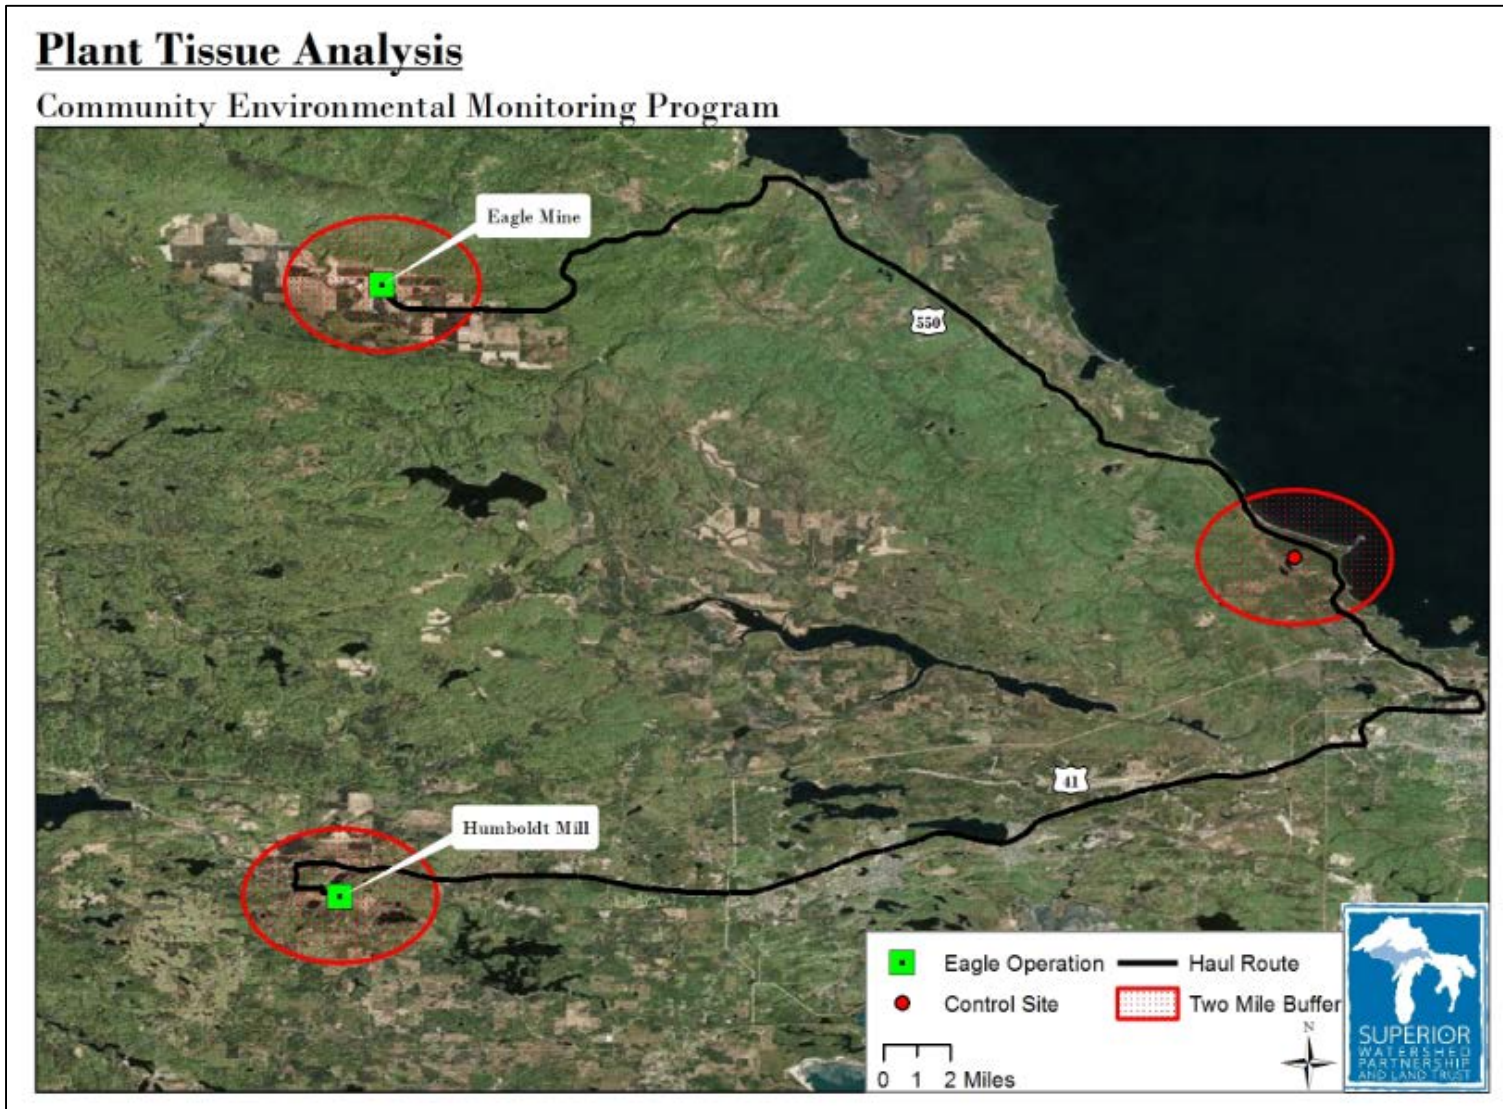 Plant Tissue Analysis
Community Environmental Monitoring Program
Eagle Mine
550
41
Humboldt Mill
Eagle Operation
Haul Route
Control Site
Two Mile Buffer
N
0 1 2 Miles
SUPERIOR
WATERSHED
PARTNERSHIP
AND LAND TRUST